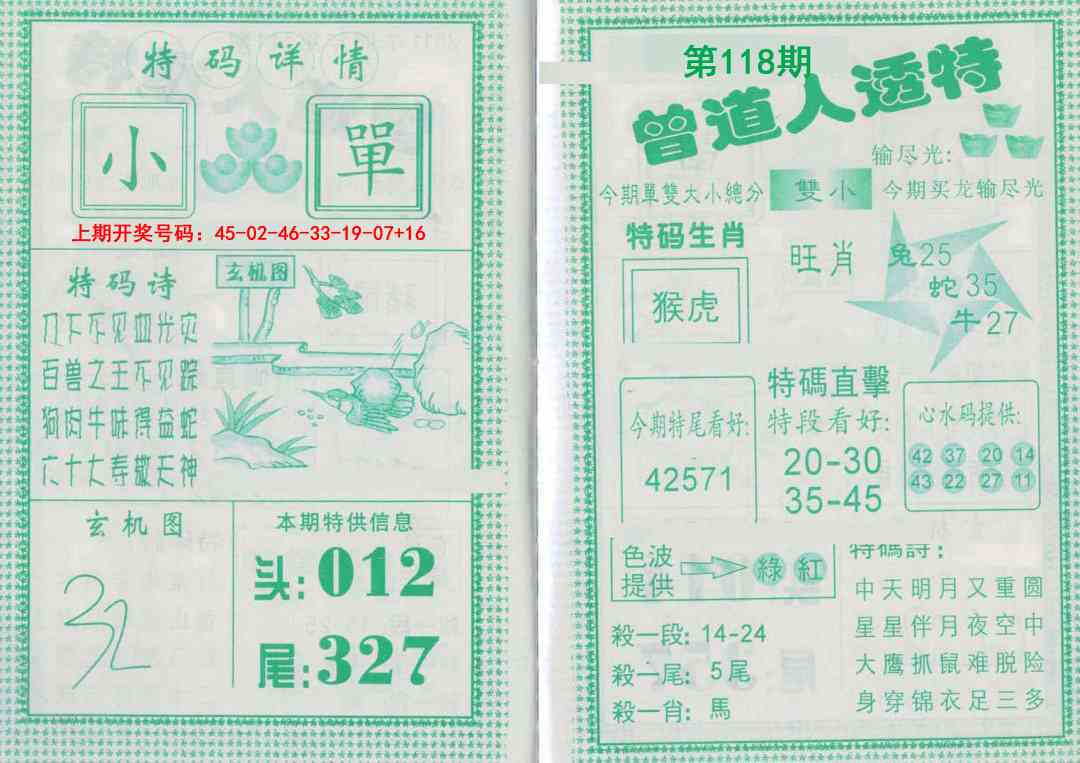 特码详情
小 單
上期开奖号码：45-02-46-33-19-07+16
特码诗
刀下不见血光灾
百兽之王不见踪
狗肉牛味得益蛇
六十大寿敬天神
玄机图
玄机图
32
本期特供信息
头:012
尾:327
第118期
曾道人透特
输尽光:
今期單雙大小總分 雙小 今期买龙输尽光
特码生肖
猴虎
旺肖
兔25
蛇35
牛27
今期特尾看好:
42571
特碼直擊
特段看好:
20-30
35-45
心水码提供:
42 37 20 14
43 22 27 11
色波
提供
綠 紅
殺一段: 14-24
殺一尾: 5尾
殺一肖: 馬
特碼詩:
中天明月又重圆
星星伴月夜空中
大鹰抓鼠难脱险
身穿锦衣足三多